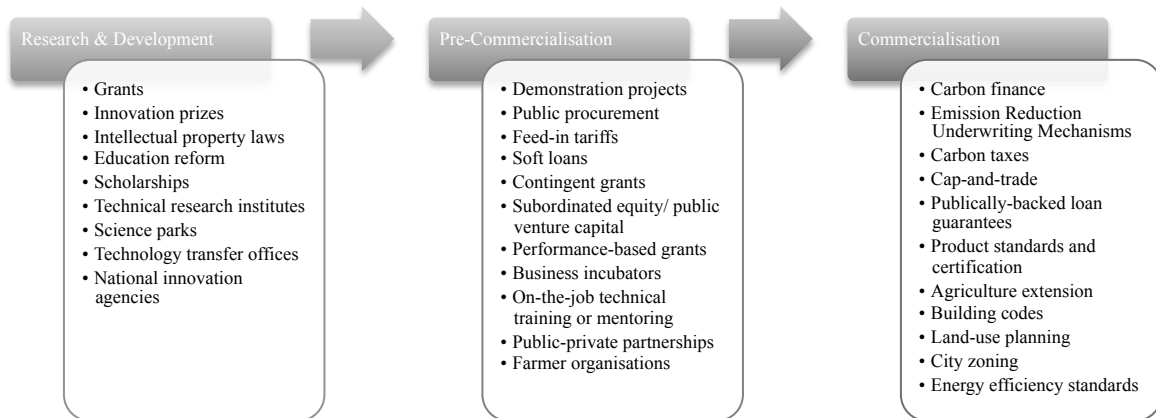 Research & Development
• Grants
• Innovation prizes
• Intellectual property laws
• Education reform
• Scholarships
• Technical research institutes
• Science parks
• Technology transfer offices
• National innovation
agencies
Pre-Commercialisation
• Demonstration projects
• Public procurement
• Feed-in tariffs
• Soft loans
• Contingent grants
• Subordinated equity/ public
venture capital
• Performance-based grants
• Business incubators
• On-the-job technical
training or mentoring
• Public-private partnerships
• Farmer organisations
Commercialisation
• Carbon finance
• Emission Reduction
Underwriting Mechanisms
• Carbon taxes
• Cap-and-trade
• Publically-backed loan
guarantees
• Product standards and
certification
• Agriculture extension
• Building codes
• Land-use planning
• City zoning
• Energy efficiency standards